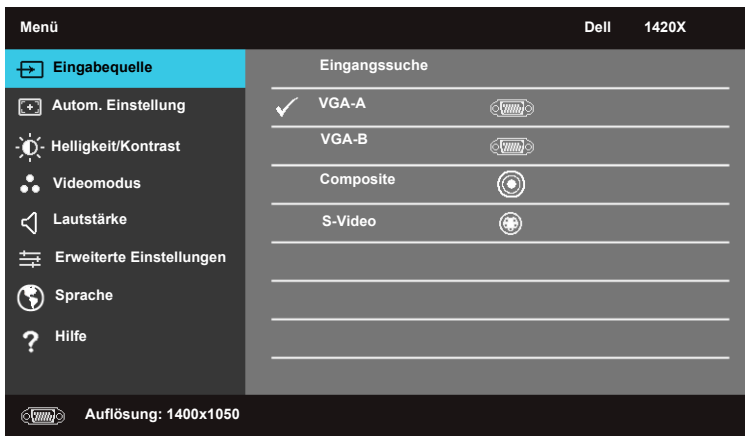 Menü Dell 1420X
Eingabequelle
Autom. Einstellung
Helligkeit/Kontrast
Videomodus
Lautstärke
Erweiterte Einstellungen
Sprache
? Hilfe
Eingangssuche
VGA-A
VGA-B
Composite
S-Video
Auflösung: 1400x1050